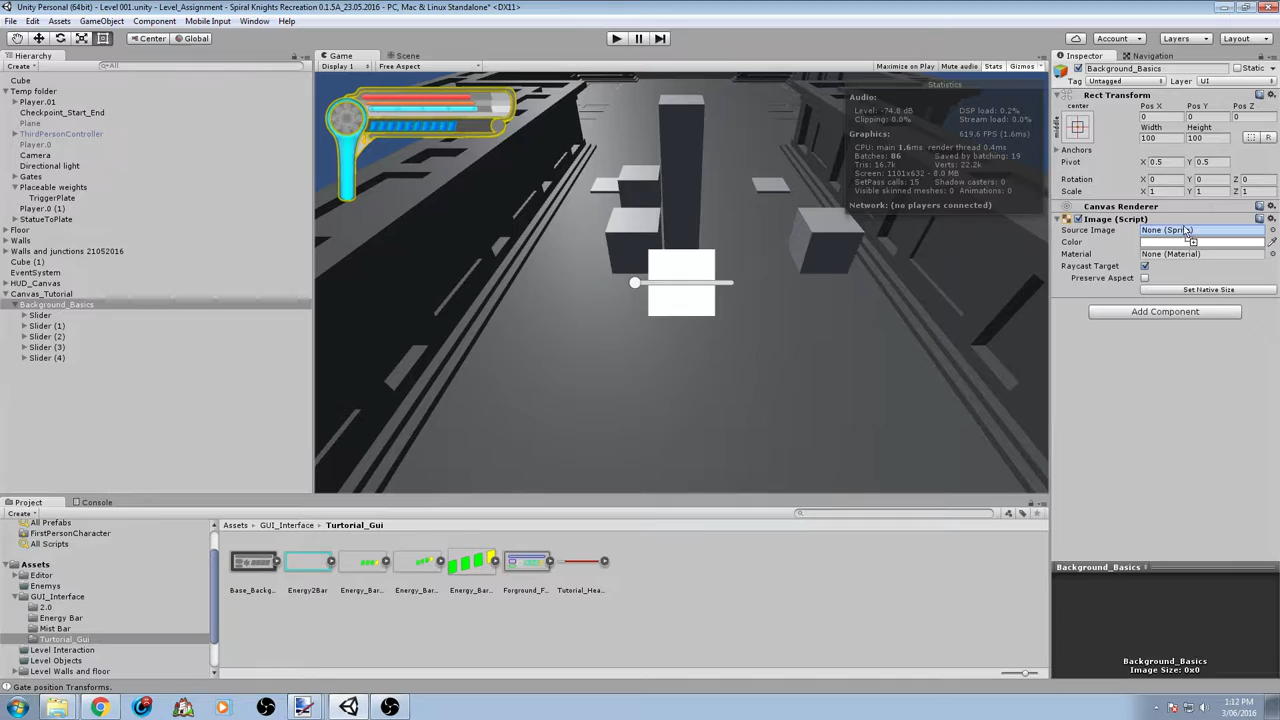 Unity Personal (64bit) - Level 001.unity - Level_Assignment - Spiral Knights Recreation 0.1.5A_23.05.2016 - PC, Mac & Linux Standalone* <DX11>
File Edit Assets GameObject Component Mobile Input Window Help
Center Global Account Layers Layout
Hierarchy
Create All
Cube
Temp folder
Player.01
Checkpoint_Start_End
Plane
ThirdPersonController
Player.0
Camera
Directional light
Gates
Placeable weights
TriggerPlate
Player.0 (1)
StatueToPlate
Floor
Walls
Walls and junctions 21052016
Cube (1)
EventSystem
HUD_Canvas
Canvas_Tutorial
Background_Basics
Slider
Slider (1)
Slider (2)
Slider (3)
Slider (4)
Game Scene
Display 1 Free Aspect Maximize on Play Mute audio Stats Gizmos
Statistics
Audio:
Level: -74.8 dB DSP load: 0.2%
Clipping: 0.0% Stream load: 0.0%
Graphics: 619.6 FPS (1.6ms)
CPU: main 1.6ms render thread 0.4ms
Batches: 86 Saved by batching: 19
Tris: 16.7k Verts: 22.2k
Screen: 1101x632 - 8.0 MB
SetPass calls: 15 Shadow casters: 0
Visible skinned meshes: 0 Animations: 0
Network: (no players connected)
Inspector Navigation
Background_Basics Static
Tag Untagged Layer UI
Rect Transform
center Pos X Pos Y Pos Z
middle 0 0 0
Width Height
100 100 R
Anchors
Pivot X 0.5 Y 0.5
Rotation X 0 Y 0 Z 0
Scale X 1 Y 1 Z 1
Canvas Renderer
Image (Script)
Source Image None (Sprite)
Color
Material None (Material)
Raycast Target
Preserve Aspect
Set Native Size
Add Component
Project Console
Create
All Prefabs
FirstPersonCharacter
All Scripts
Assets
Editor
Enemys
GUI_Interface
2.0
Energy Bar
Mist Bar
Turtorial_Gui
Level Interaction
Level Objects
Level Walls and floor
Assets GUI_Interface Turtorial_Gui
Base_Backg... Energy2Bar Energy_Bar... Energy_Bar... Energy_Bar... Forground_F... Tutorial_Hea...
Background_Basics
Background_Basics
Image Size: 0x0
Gate position Transforms.
1:12 PM
3/06/2016